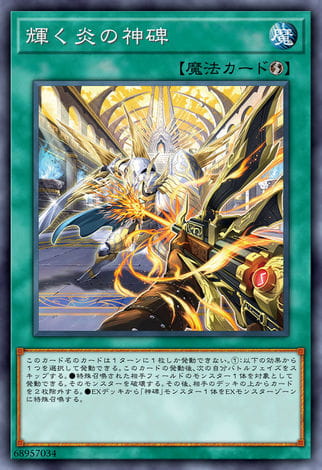 輝く炎の神碑
魔
【魔法カード】
このカード名のカードは1ターンに1枚しか発動できない。①:以下の効果から
1つを選択して発動できる。このカードの発動後、次の自分バトルフェイズをス
キップする。●特殊召喚された相手フィールドのモンスター1体を対象として
発動できる。そのモンスターを破壊する。その後、相手のデッキの上からカード
を2枚除外する。●EXデッキから「神碑」モンスター1体をEXモンスターゾーン
に特殊召喚する。
68957034